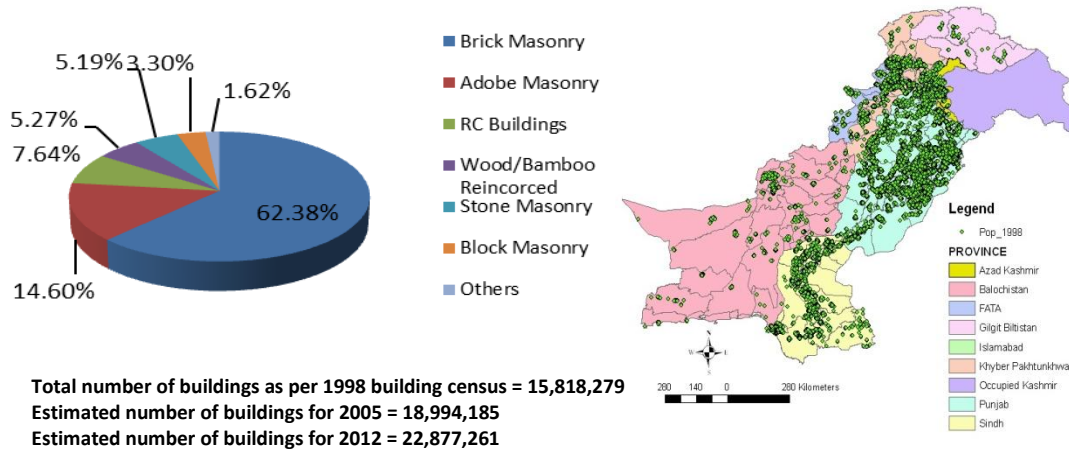 5.19%
3.30%
1.62%
5.27%
7.64%
62.38%
14.60%
Brick Masonry
Adobe Masonry
RC Buildings
Wood/Bamboo
Reincorced
Stone Masonry
Block Masonry
Others
Total number of buildings as per 1998 building census = 15,818,279
Estimated number of buildings for 2005 = 18,994,185
Estimated number of buildings for 2012 = 22,877,261
N
W E
S
280 140 0 280 Kilometers
Legend
Pop_1998
PROVINCE
Azad Kashmir
Balochistan
FATA
Gilgit Biltistan
Islamabad
Khyber Pakhtunkhwa
Occupied Kashmir
Punjab
Sindh